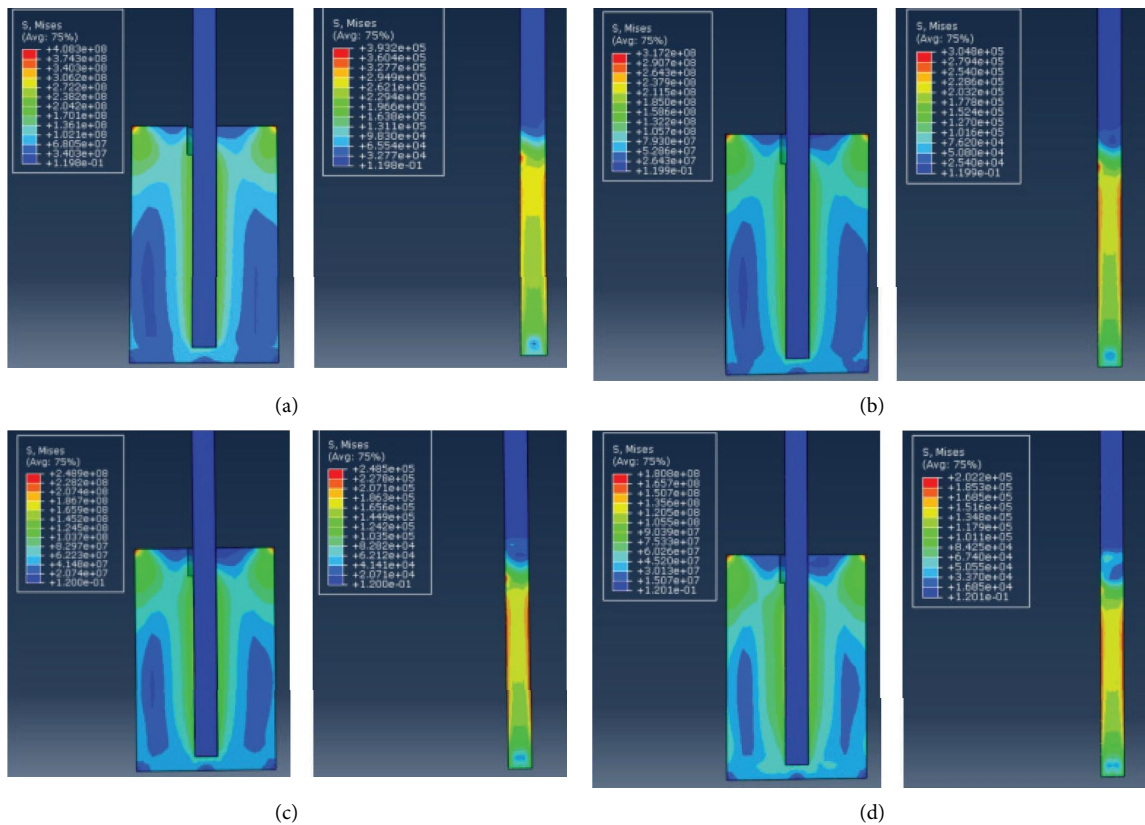 S, Mises
(Avg: 75%)
+4.083e+08
+3.743e+08
+3.403e+08
+3.062e+08
+2.722e+08
+2.382e+08
+2.042e+08
+1.701e+08
+1.361e+08
+1.021e+08
+6.805e+07
+3.403e+07
+1.198e-01
S, Mises
(Avg: 75%)
+3.932e+05
+3.604e+05
+3.277e+05
+2.949e+05
+2.621e+05
+2.294e+05
+1.966e+05
+1.638e+05
+1.311e+05
+9.830e+04
+6.554e+04
+3.277e+04
+1.198e-01
(a)
S, Mises
(Avg: 75%)
+3.172e+08
+2.907e+08
+2.643e+08
+2.379e+08
+2.115e+08
+1.850e+08
+1.586e+08
+1.322e+08
+1.057e+08
+7.930e+07
+5.286e+07
+2.643e+07
+1.199e-01
S, Mises
(Avg: 75%)
+3.048e+05
+2.794e+05
+2.540e+05
+2.286e+05
+2.032e+05
+1.778e+05
+1.524e+05
+1.270e+05
+1.016e+05
+7.620e+04
+5.080e+04
+2.540e+04
+1.199e-01
(b)
S, Mises
(Avg: 75%)
+2.489e+08
+2.282e+08
+2.074e+08
+1.867e+08
+1.659e+08
+1.452e+08
+1.245e+08
+1.037e+08
+8.297e+07
+6.223e+07
+4.148e+07
+2.074e+07
+1.200e-01
S, Mises
(Avg: 75%)
+2.485e+05
+2.278e+05
+2.071e+05
+1.863e+05
+1.656e+05
+1.449e+05
+1.242e+05
+1.035e+05
+8.282e+04
+6.212e+04
+4.141e+04
+2.071e+04
+1.200e-01
(c)
S, Mises
(Avg: 75%)
+1.808e+08
+1.657e+08
+1.507e+08
+1.356e+08
+1.205e+08
+1.055e+08
+9.039e+07
+7.533e+07
+6.026e+07
+4.520e+07
+3.013e+07
+1.507e+07
+1.201e-01
S, Mises
(Avg: 75%)
+2.022e+05
+1.853e+05
+1.685e+05
+1.516e+05
+1.348e+05
+1.179e+05
+1.011e+05
+8.425e+04
+6.740e+04
+5.055e+04
+3.370e+04
+1.685e+04
+1.201e-01
(d)